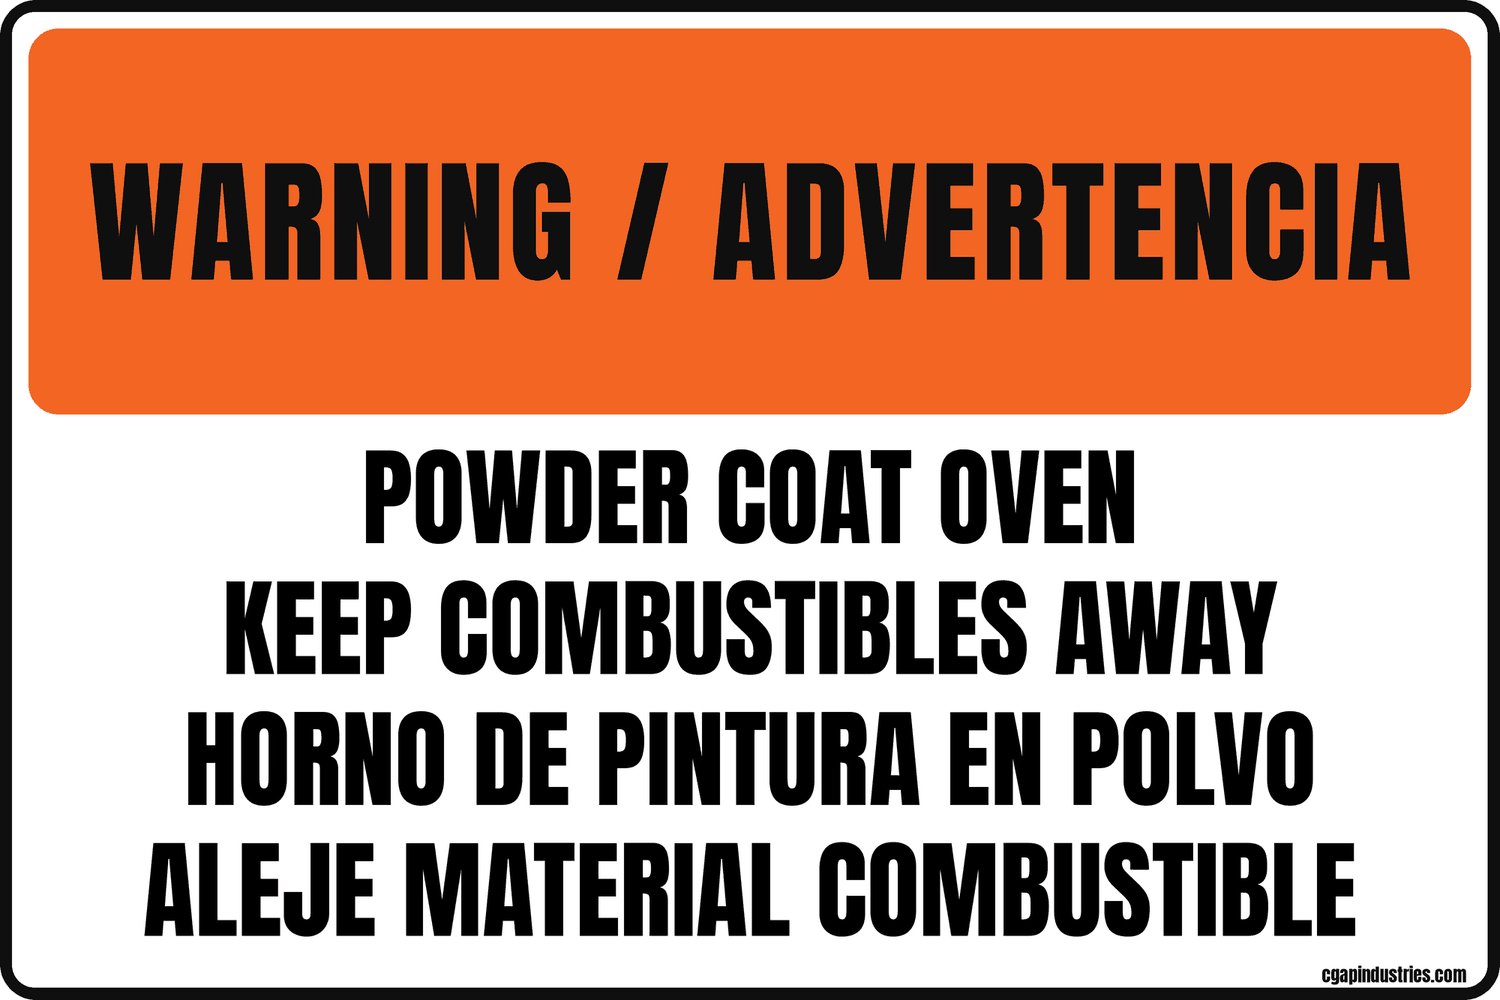 WARNING / ADVERTENCIA
POWDER COAT OVEN
KEEP COMBUSTIBLES AWAY
HORNO DE PINTURA EN POLVO
ALEJE MATERIAL COMBUSTIBLE
cgapindustries.com